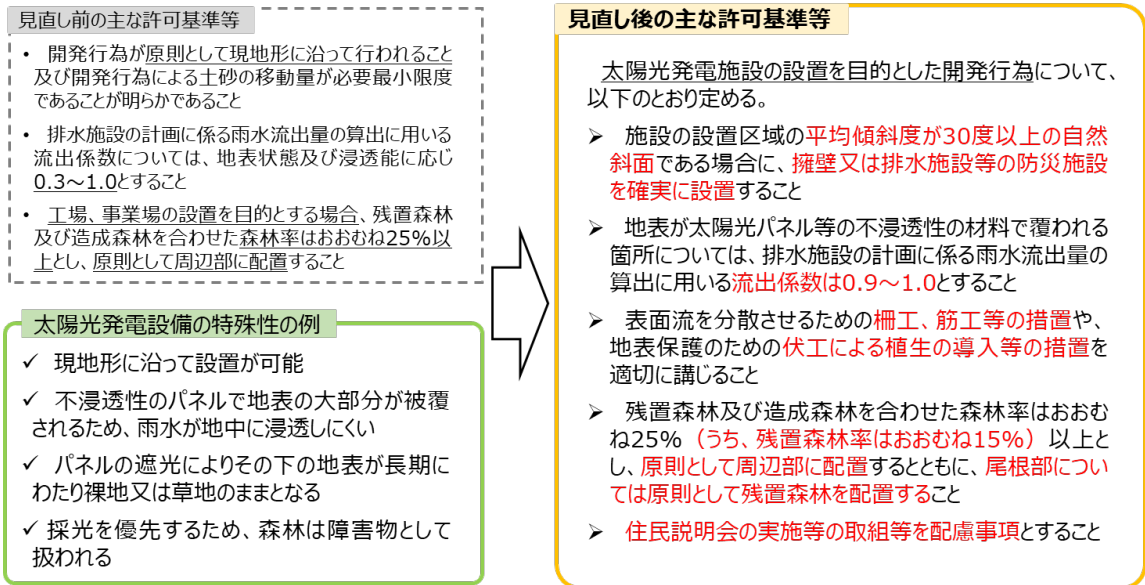 見直し前の主な許可基準等
• 開発行為が原則として現地形に沿って行われること
及び開発行為による土砂の移動量が必要最小限度
であることが明らかであること
• 排水施設の計画に係る雨水流出量の算出に用いる
流出係数については、地表状態及び浸透能に応じ
0.3～1.0とすること
• 工場、事業場の設置を目的とする場合、残置森林
及び造成森林を合わせた森林率はおおむね25%以
上とし、原則として周辺部に配置すること
太陽光発電設備の特殊性の例
✓ 現地形に沿って設置が可能
✓ 不浸透性のパネルで地表の大部分が被覆
されるため、雨水が地中に浸透しにくい
✓ パネルの遮光によりその下の地表が長期に
わたり裸地又は草地のままとなる
✓ 採光を優先するため、森林は障害物として
扱われる
見直し後の主な許可基準等
太陽光発電施設の設置を目的とした開発行為について、
以下のとおり定める。
➢ 施設の設置区域の平均傾斜度が30度以上の自然
斜面である場合に、擁壁又は排水施設等の防災施設
を確実に設置すること
➢ 地表が太陽光パネル等の不浸透性の材料で覆われる
箇所については、排水施設の計画に係る雨水流出量の
算出に用いる流出係数は0.9～1.0とすること
➢ 表面流を分散させるための柵工、筋工等の措置や、
地表保護のための伏工による植生の導入等の措置を
適切に講じること
➢ 残置森林及び造成森林を合わせた森林率はおおむ
ね25%（うち、残置森林率はおおむね15%）以上と
し、原則として周辺部に配置するとともに、尾根部につい
ては原則として残置森林を配置すること
➢ 住民説明会の実施等の取組等を配慮事項とすること